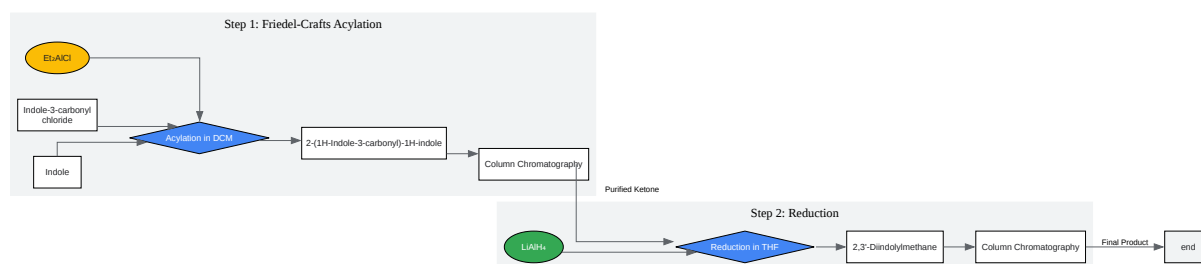 Step 1: Friedel-Crafts Acylation
Et₂AlCl
Indole-3-carbonyl
chloride
Acylation in DCM
Indole
2-(1H-Indole-3-carbonyl)-1H-indole
Column Chromatography
Purified Ketone
Step 2: Reduction
LiAlH₄
Reduction in THF
2,3'-Diindolylmethane
Column Chromatography
Final Product
end